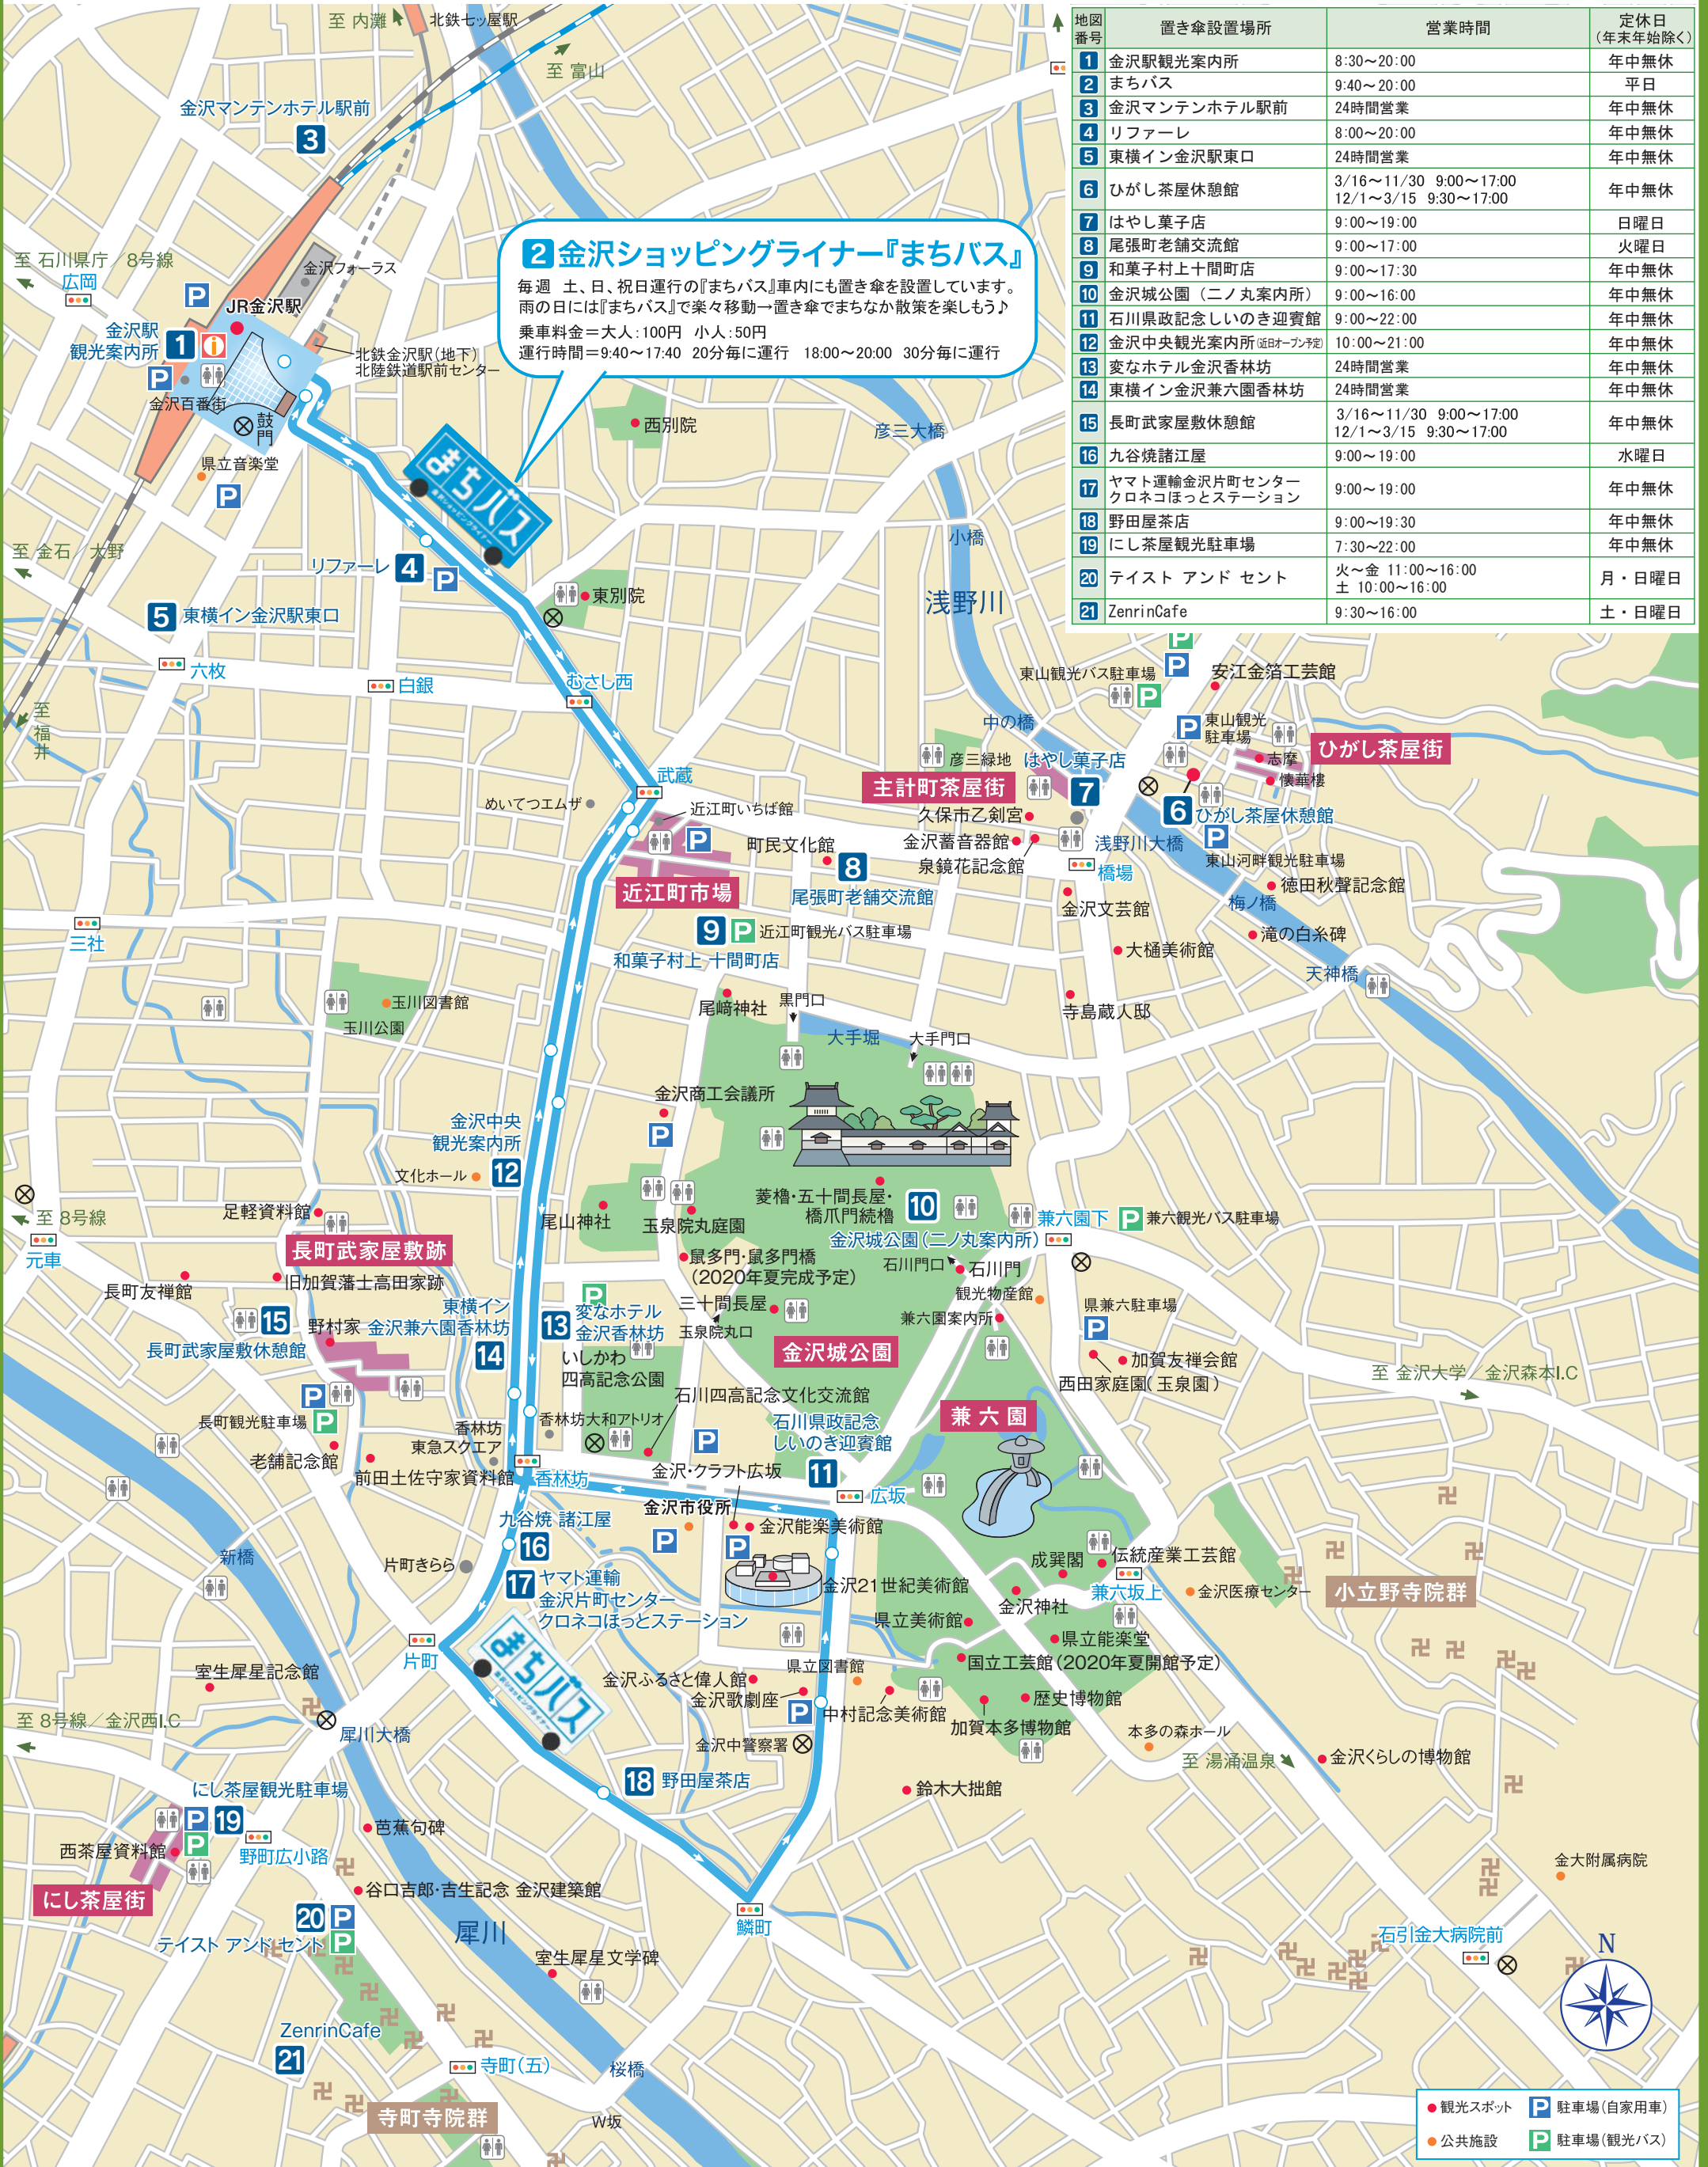 至 内灘
北鉄七ッ屋駅
至 富山
金沢マンテンホテル駅前
3
地図番号 置き傘設置場所 営業時間 定休日(年末年始除く)
1 金沢駅観光案内所 8:30～20:00 年中無休
2 まちバス 9:40～20:00 平日
3 金沢マンテンホテル駅前 24時間営業 年中無休
4 リファーレ 8:00～20:00 年中無休
5 東横イン金沢駅東口 24時間営業 年中無休
6 ひがし茶屋休憩館 3/16～11/30 9:00～17:00 年中無休
12/1～3/15 9:30～17:00
7 はやし菓子店 9:00～19:00 日曜日
8 尾張町老舗交流館 9:00～17:00 火曜日
9 和菓子村上十間町店 9:00～17:30 年中無休
10 金沢城公園（二ノ丸案内所） 9:00～16:00 年中無休
11 石川県政記念しいのき迎賓館 9:00～22:00 年中無休
12 金沢中央観光案内所(近日オープン予定) 10:00～21:00 年中無休
13 変なホテル金沢香林坊 24時間営業 年中無休
14 東横イン金沢兼六園香林坊 24時間営業 年中無休
15 長町武家屋敷休憩館 3/16～11/30 9:00～17:00 年中無休
12/1～3/15 9:30～17:00
16 九谷焼諸江屋 9:00～19:00 水曜日
17 ヤマト運輸金沢片町センター 9:00～19:00 年中無休
クロネコほっとステーション
18 野田屋茶店 9:00～19:30 年中無休
19 にし茶屋観光駐車場 7:30～22:00 年中無休
20 テイスト アンド セント 火～金 11:00～16:00 月・日曜日
土 10:00～16:00
21 ZenrinCafe 9:30～16:00 土・日曜日
2 金沢ショッピングライナー『まちバス』
毎週 土、日、祝日運行の『まちバス』車内にも置き傘を設置しています。
雨の日には『まちバス』で楽々移動→置き傘でまちなか散策を楽しもう♪
乗車料金＝大人：100円 小人：50円
運行時間＝9:40～17:40 20分毎に運行 18:00～20:00 30分毎に運行
至 石川県庁／8号線
広岡
金沢フォーラス
P
JR金沢駅
金沢駅
観光案内所
1
i
北鉄金沢駅（地下）
北陸鉄道駅前センター
P
金沢百番街
鼓門
県立音楽堂
P
西別院
彦三大橋
まちバス
金沢ショッピングライナー
小橋
至 金石／大野
リファーレ
4
P
5
東横イン金沢駅東口
東別院
浅野川
六枚
白銀
むさし西
至 福井
P
P
東山観光バス駐車場
P
安江金箔工芸館
中の橋
P
東山観光
駐車場
ひがし茶屋街
志摩
懐華樓
彦三緑地
はやし菓子店
7
主計町茶屋街
6
ひがし茶屋休憩館
P
東山河畔観光駐車場
武蔵
めいてつエムザ
近江町いちば館
P
久保市乙剣宮
金沢蓄音器館
泉鏡花記念館
浅野川大橋
橋場
町民文化館
8
尾張町老舗交流館
近江町市場
徳田秋聲記念館
梅ノ橋
金沢文芸館
9
P
近江町観光バス駐車場
和菓子村上 十間町店
滝の白糸碑
大樋美術館
天神橋
三社
玉川図書館
玉川公園
尾﨑神社
黒門口
大手堀
大手門口
寺島蔵人邸
金沢商工会議所
P
金沢中央
観光案内所
12
文化ホール
足軽資料館
至 8号線
元車
長町武家屋敷跡
尾山神社
玉泉院丸庭園
菱櫓・五十間長屋・
橋爪門続櫓
10
金沢城公園（二ノ丸案内所）
兼六園下
P
兼六観光バス駐車場
長町友禅館
旧加賀藩士高田家跡
鼠多門・鼠多門橋
（2020年夏完成予定）
石川門口
石川門
観光物産館
県兼六駐車場
P
兼六園案内所
P
13
変なホテル
金沢香林坊
三十間長屋
玉泉院丸口
東横イン
金沢兼六園香林坊
14
15
野村家
長町武家屋敷休憩館
金沢城公園
いしかわ
四高記念公園
加賀友禅会館
西田家庭園（玉泉園）
至 金沢大学／金沢森本I.C
P
P
長町観光駐車場
石川四高記念文化交流館
兼六園
香林坊
東急スクエア
香林坊大和アトリオ
P
石川県政記念
しいのき迎賓館
11
老舗記念館
前田土佐守家資料館
香林坊
金沢・クラフト広坂
広坂
金沢市役所
P
金沢能楽美術館
P
九谷焼 諸江屋
16
新橋
片町きらら
17
ヤマト運輸
金沢片町センター
クロネコほっとステーション
金沢21世紀美術館
成巽閣
伝統産業工芸館
兼六坂上
金沢医療センター
小立野寺院群
県立美術館
金沢神社
県立能楽堂
国立工芸館（2020年夏開館予定）
片町
まちバス
金沢ショッピングライナー
県立図書館
室生犀星記念館
金沢ふるさと偉人館
金沢歌劇座
P
中村記念美術館
歴史博物館
加賀本多博物館
至 8号線／金沢西I.C
犀川大橋
金沢中警察署
本多の森ホール
至 湯涌温泉
金沢くらしの博物館
18
野田屋茶店
鈴木大拙館
にし茶屋観光駐車場
P
19
P
西茶屋資料館
野町広小路
芭蕉句碑
にし茶屋街
谷口吉郎・吉生記念 金沢建築館
金大附属病院
20
P
テイスト アンド セント
P
犀川
鱗町
石引金大病院前
室生犀星文学碑
N
ZenrinCafe
21
寺町（五）
桜橋
寺町寺院群
W坂
観光スポット
P
駐車場（自家用車）
公共施設
P
駐車場（観光バス）